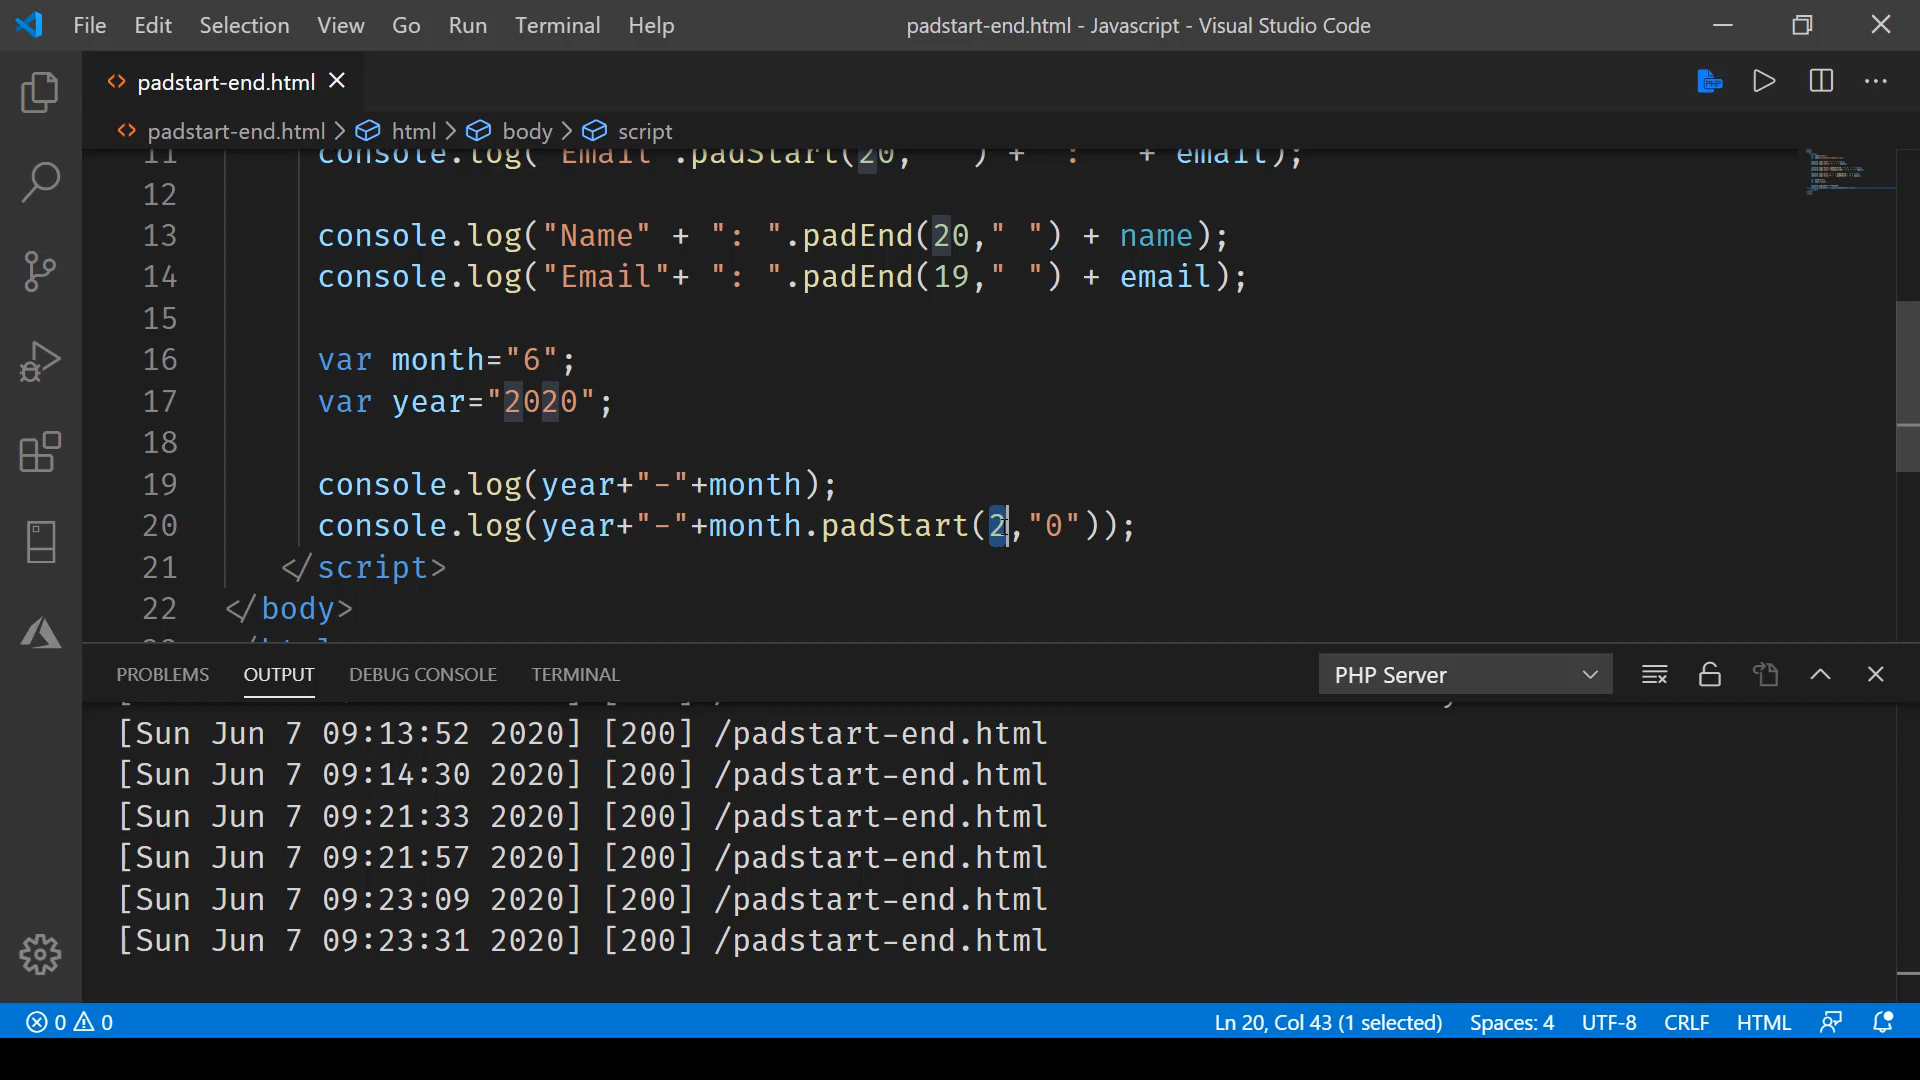 File Edit Selection View Go Run Terminal Help padstart-end.html - Javascript - Visual Studio Code
<> padstart-end.html
PHP
<> padstart-end.html > html > body > script
11 console.log("Email".padStart(20," ") + ": " + email);
12
13 console.log("Name" + ": ".padEnd(20," ") + name);
14 console.log("Email"+ ": ".padEnd(19," ") + email);
15
16 var month="6";
17 var year="2020";
18
19 console.log(year+"-"+month);
20 console.log(year+"-"+month.padStart(2,"0"));
21 </script>
22 </body>
PROBLEMS OUTPUT DEBUG CONSOLE TERMINAL PHP Server
[Sun Jun 7 09:13:52 2020] [200] /padstart-end.html
[Sun Jun 7 09:14:30 2020] [200] /padstart-end.html
[Sun Jun 7 09:21:33 2020] [200] /padstart-end.html
[Sun Jun 7 09:21:57 2020] [200] /padstart-end.html
[Sun Jun 7 09:23:09 2020] [200] /padstart-end.html
[Sun Jun 7 09:23:31 2020] [200] /padstart-end.html
0 0 Ln 20, Col 43 (1 selected) Spaces: 4 UTF-8 CRLF HTML